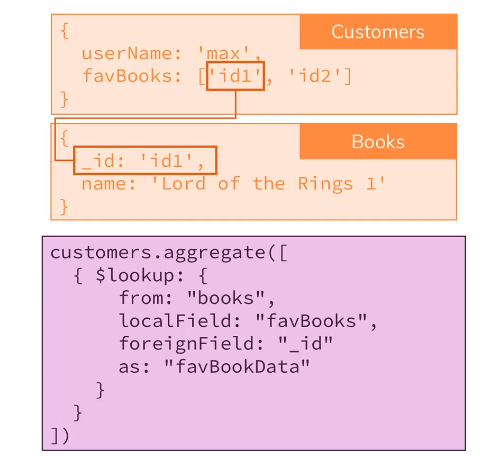 Customers
{
userName: 'max',
favBooks: ['id1', 'id2']
}
Books
{
_id: 'id1',
name: 'Lord of the Rings 1'
}
customers.aggregate([
{ $lookup: {
from: "books",
localField: "favBooks",
foreignField: "_id"
as: "favBookData"
}
}
])